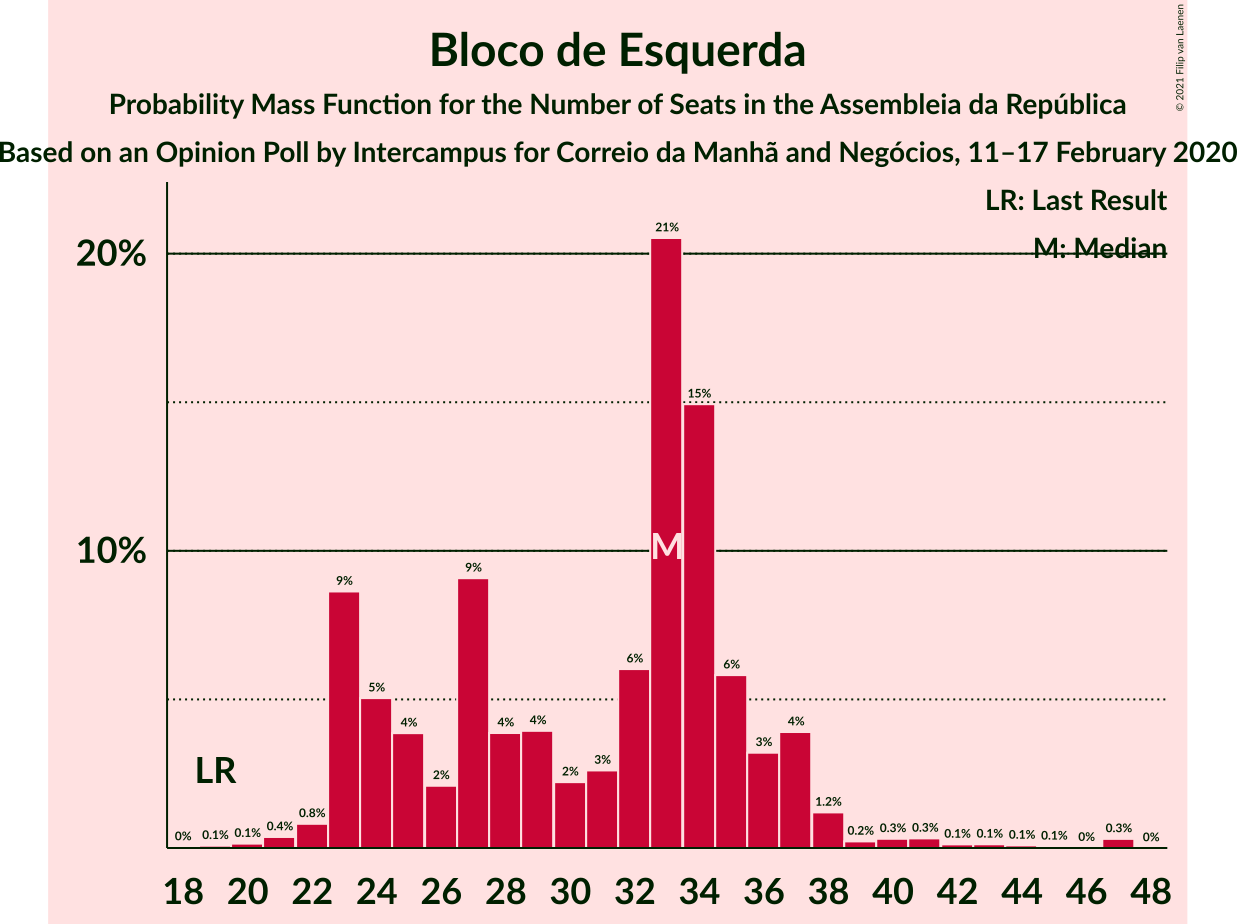 Bloco de Esquerda
Probability Mass Function for the Number of Seats in the Assembleia da República
Based on an Opinion Poll by Intercampus for Correio da Manhã and Negócios, 11–17 February 2020
© 2021 Filip van Laenen
LR: Last Result
M: Median
20%
10%
LR
M
0% 0.1% 0.1% 0.4% 0.8% 9% 5% 4% 2% 9% 4% 4% 2% 3% 6% 21% 15% 6% 3% 4% 1.2% 0.2% 0.3% 0.3% 0.1% 0.1% 0.1% 0.1% 0% 0.3% 0%
18 20 22 24 26 28 30 32 34 36 38 40 42 44 46 48